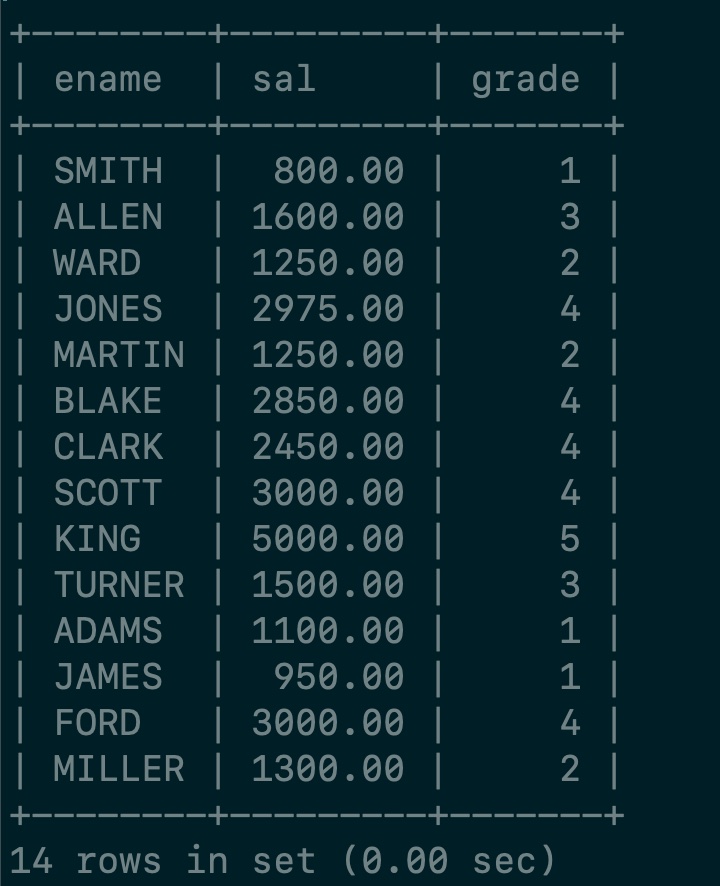 +---------+---------+-------+
| ename   | sal     | grade |
+---------+---------+-------+
| SMITH   |  800.00 |     1 |
| ALLEN   | 1600.00 |     3 |
| WARD    | 1250.00 |     2 |
| JONES   | 2975.00 |     4 |
| MARTIN  | 1250.00 |     2 |
| BLAKE   | 2850.00 |     4 |
| CLARK   | 2450.00 |     4 |
| SCOTT   | 3000.00 |     4 |
| KING    | 5000.00 |     5 |
| TURNER  | 1500.00 |     3 |
| ADAMS   | 1100.00 |     1 |
| JAMES   |  950.00 |     1 |
| FORD    | 3000.00 |     4 |
| MILLER  | 1300.00 |     2 |
+---------+---------+-------+
14 rows in set (0.00 sec)